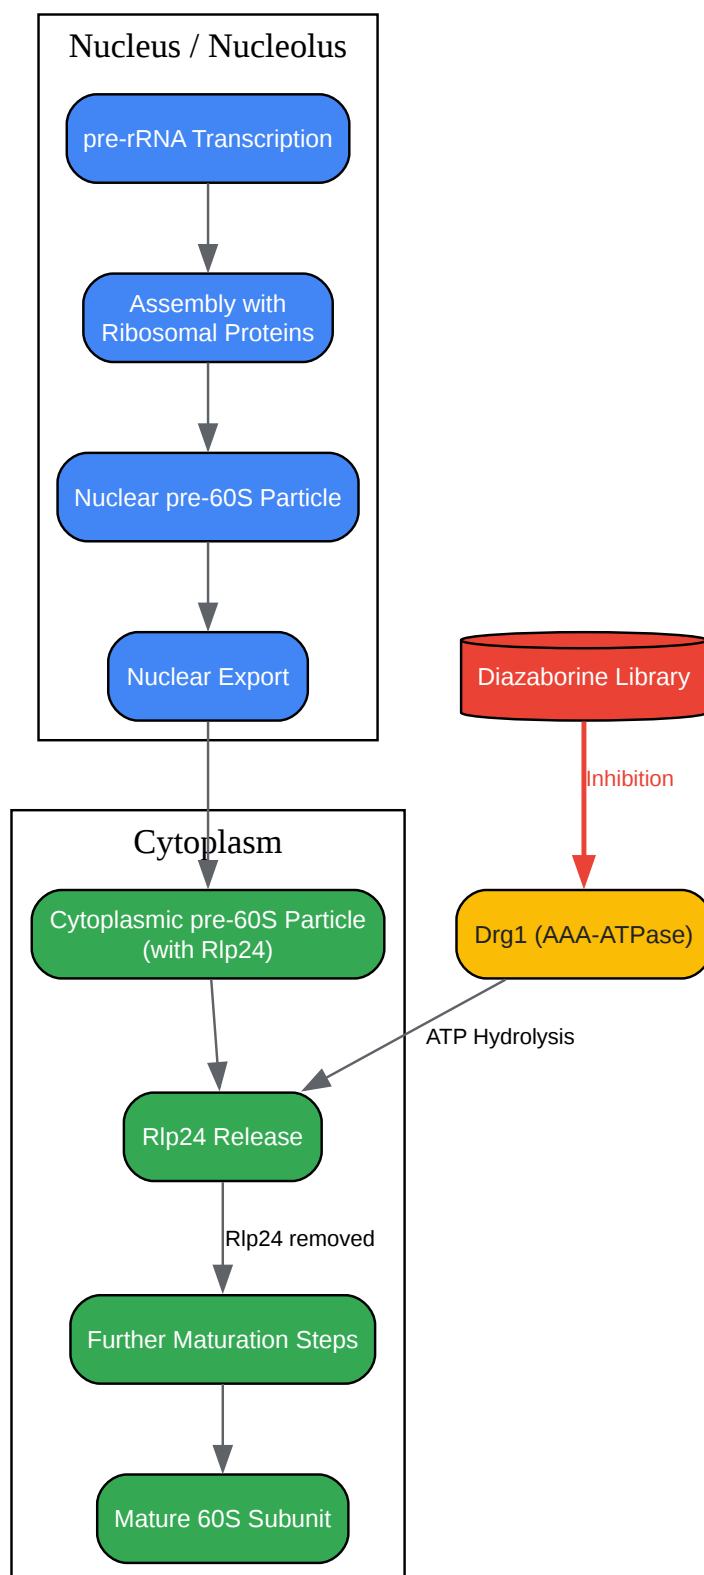 Nucleus / Nucleolus
pre-rRNA Transcription
Assembly with
Ribosomal Proteins
Nuclear pre-60S Particle
Nuclear Export
Diazaborine Library
Inhibition
Cytoplasm
Cytoplasmic pre-60S Particle
(with Rlp24)
Drg1 (AAA-ATPase)
ATP Hydrolysis
Rlp24 Release
Rlp24 removed
Further Maturation Steps
Mature 60S Subunit